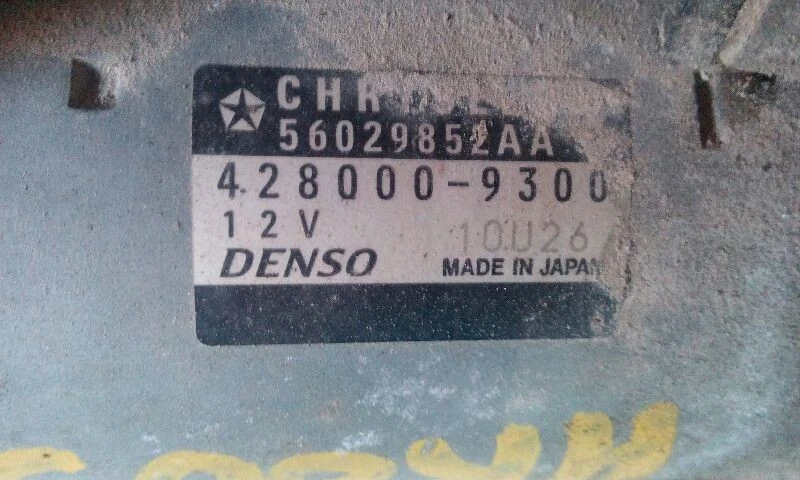 56029852AA
428000-9300
12V
10U26
DENSO MADE IN JAPAN